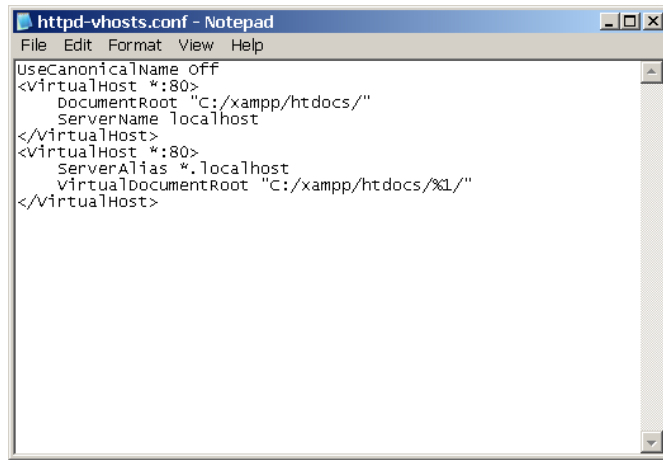 httpd-vhosts.conf - Notepad
File Edit Format View Help
UseCanonicalName Off
<VirtualHost *:80>
    DocumentRoot "C:/xampp/htdocs/"
    ServerName localhost
</VirtualHost>
<VirtualHost *:80>
    ServerAlias *.localhost
    VirtualDocumentRoot "C:/xampp/htdocs/%1/"
</VirtualHost>